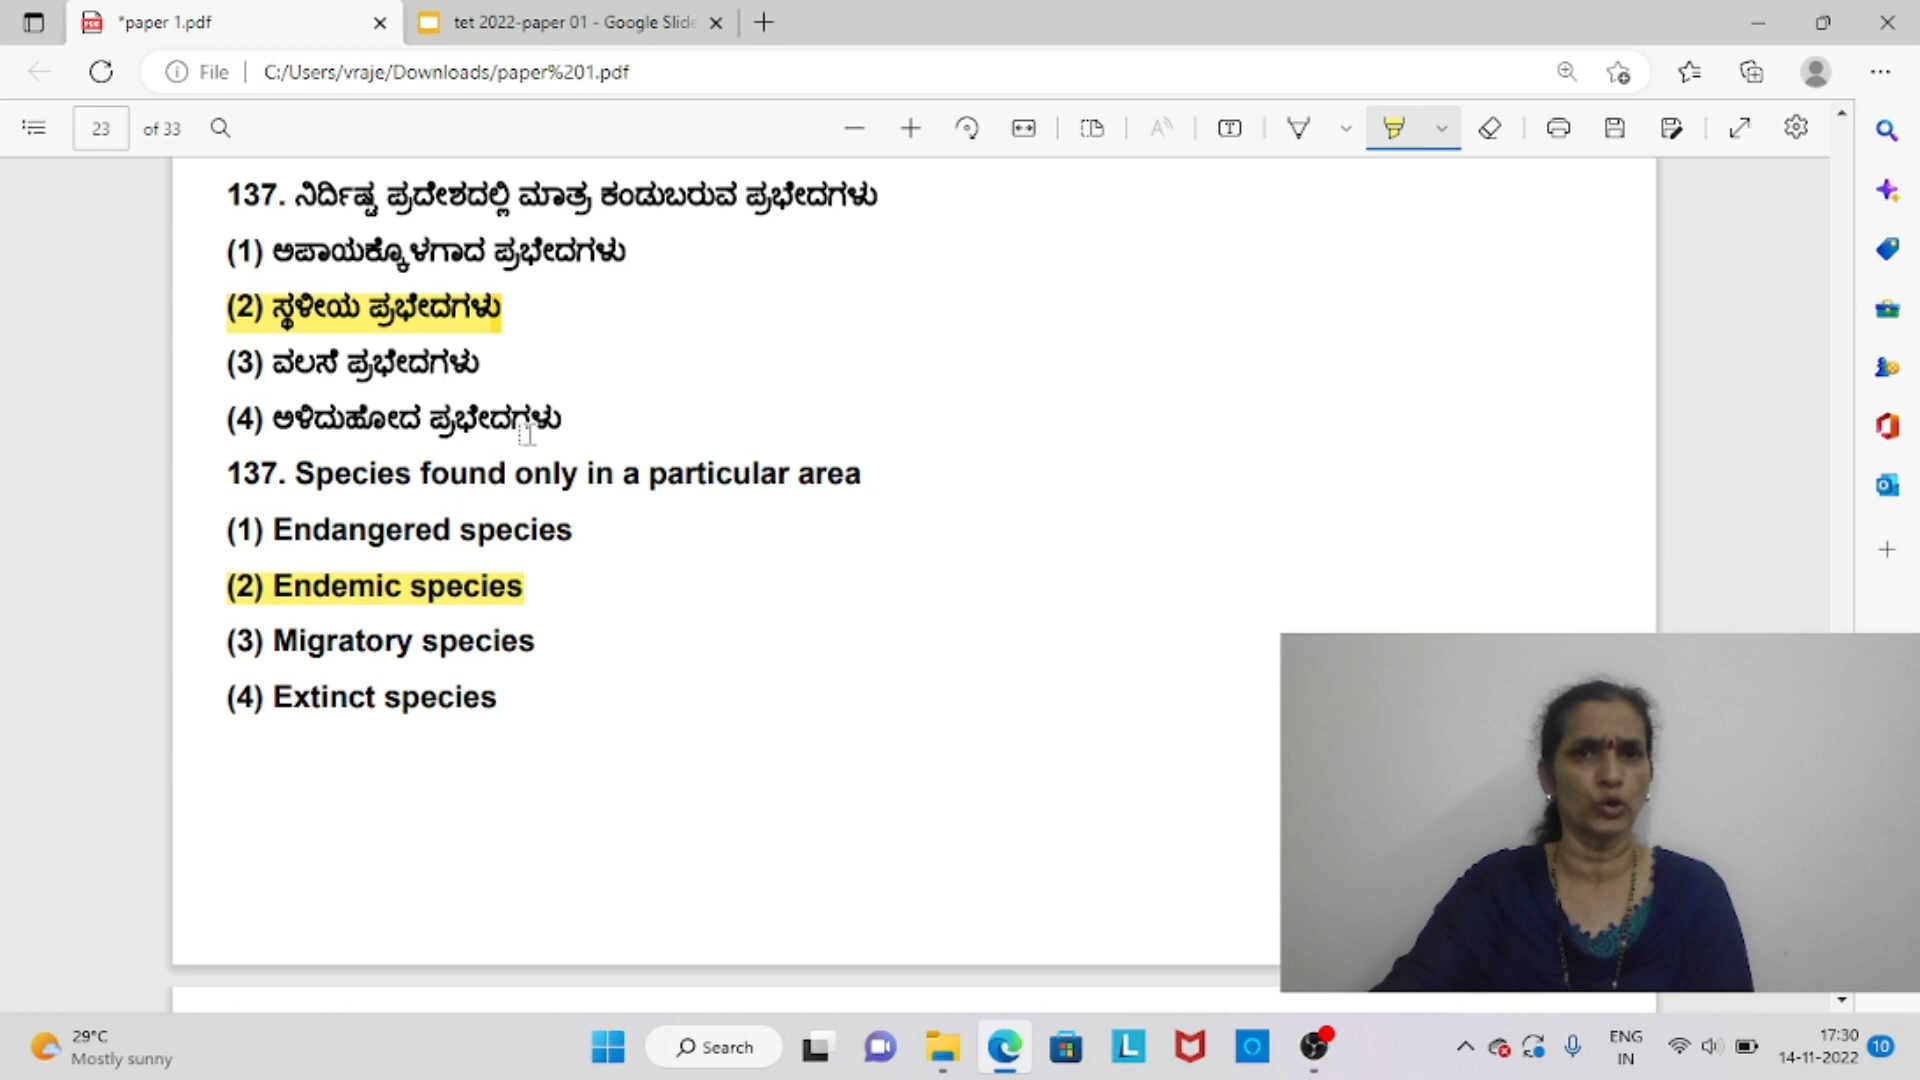 *paper 1.pdf
tet 2022-paper 01 - Google Slide
File
C:/Users/vraje/Downloads/paper%201.pdf
23 of 33
137. ನಿರ್ದಿಷ್ಟ ಪ್ರದೇಶದಲ್ಲಿ ಮಾತ್ರ ಕಂಡುಬರುವ ಪ್ರಭೇದಗಳು
(1) ಅಪಾಯಕ್ಕೊಳಗಾದ ಪ್ರಭೇದಗಳು
(2) ಸ್ಥಳೀಯ ಪ್ರಭೇದಗಳು
(3) ವಲಸೆ ಪ್ರಭೇದಗಳು
(4) ಅಳಿದುಹೋದ ಪ್ರಭೇದಗಳು
137. Species found only in a particular area
(1) Endangered species
(2) Endemic species
(3) Migratory species
(4) Extinct species
29°C
Mostly sunny
Search
ENG
IN
17:30
14-11-2022
10